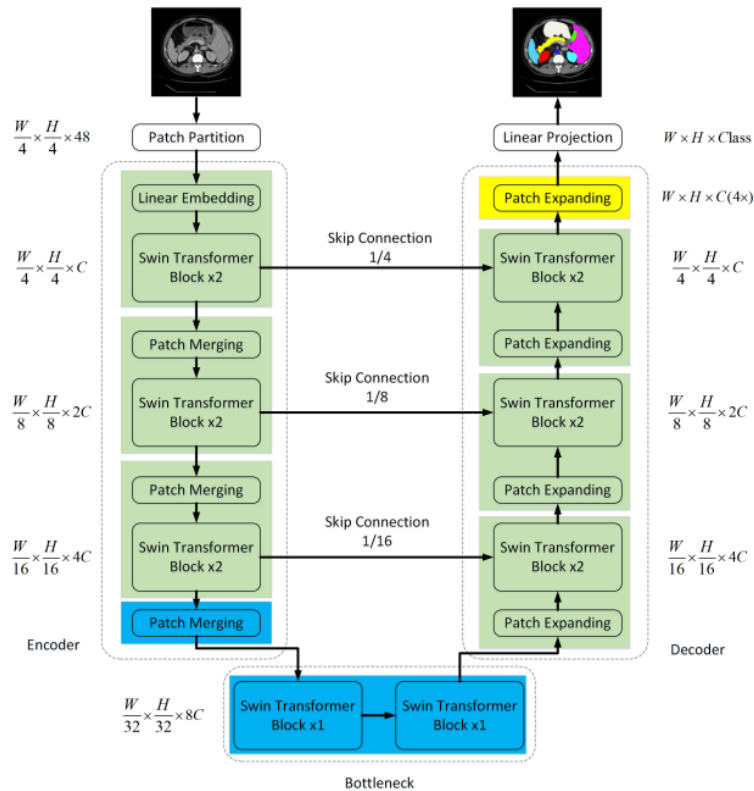 W/4 × H/4 × 48
Patch Partition
Linear Projection
W × H × Class
Linear Embedding
Patch Expanding
W × H × C(4×)
W/4 × H/4 × C
Swin Transformer
Block x2
Skip Connection
1/4
Swin Transformer
Block x2
W/4 × H/4 × C
Patch Merging
Patch Expanding
W/8 × H/8 × 2C
Swin Transformer
Block x2
Skip Connection
1/8
Swin Transformer
Block x2
W/8 × H/8 × 2C
Patch Merging
Patch Expanding
W/16 × H/16 × 4C
Swin Transformer
Block x2
Skip Connection
1/16
Swin Transformer
Block x2
W/16 × H/16 × 4C
Patch Merging
Patch Expanding
Encoder
Decoder
W/32 × H/32 × 8C
Swin Transformer
Block x1
Swin Transformer
Block x1
Bottleneck